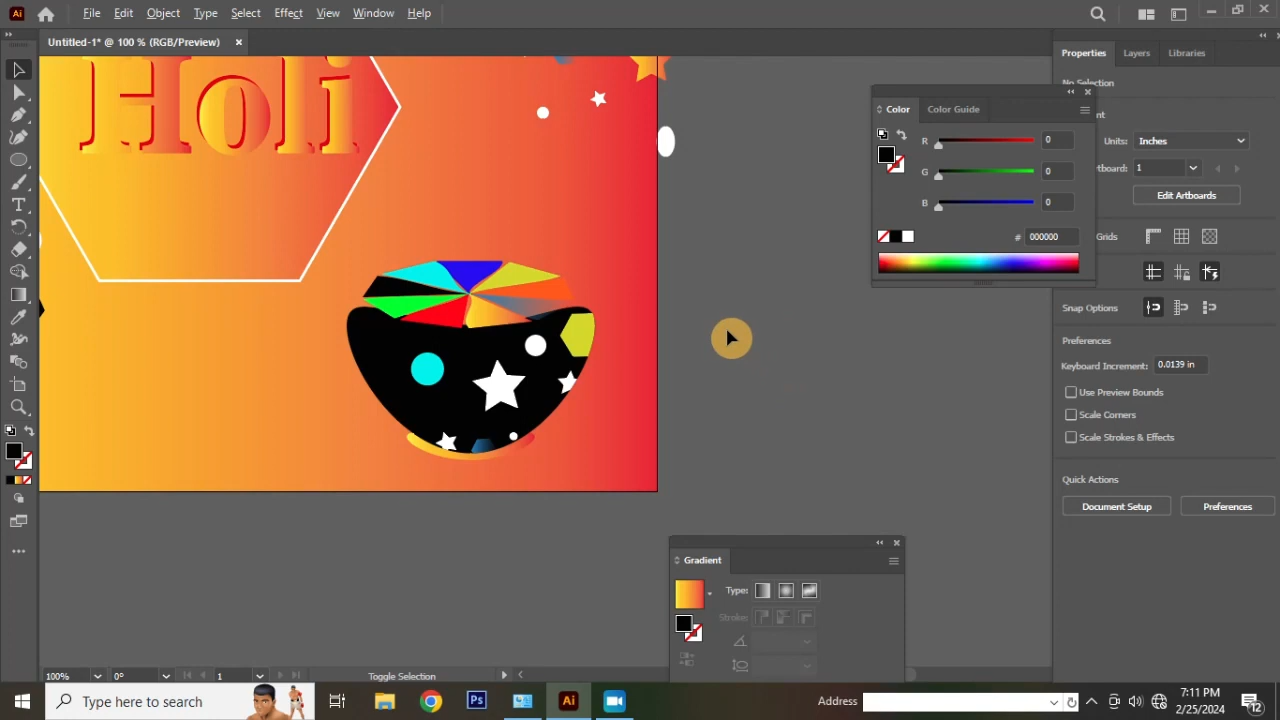 Ai File Edit Object Type Select Effect View Window Help
Untitled-1* @ 100 % (RGB/Preview)
Holi
Color Color Guide
R 0
G 0
B 0
# 000000
Properties Layers Libraries
No Selection
Units: Inches
1
Edit Artboards
Grids
Snap Options
Preferences
Keyboard Increment: 0.0139 in
Use Preview Bounds
Scale Corners
Scale Strokes & Effects
Quick Actions
Document Setup Preferences
Gradient
Type:
Stroke:
100% 0° 1 Toggle Selection
Type here to search
Ps
Ai
Address
7:11 PM
2/25/2024
12